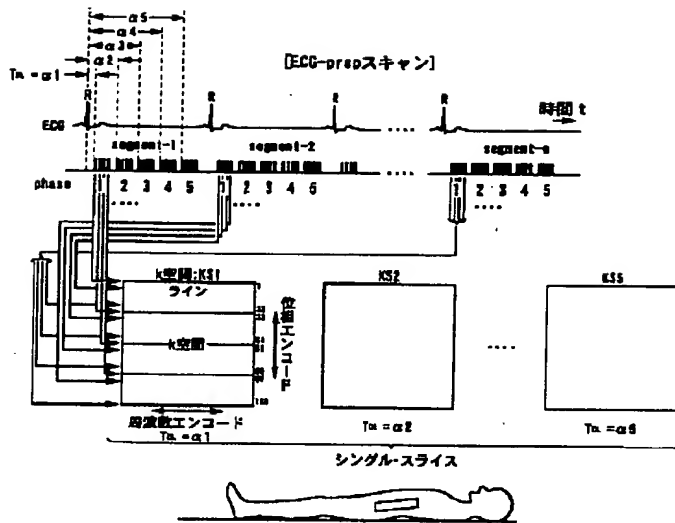 α5
α4
α3
α2
Tn=α1
[ECG-prepスキャン]
R
R
R
R
時間 t
ECG
segment-1
segment-2
segment-n
phase
1 2 3 4 5
1 2 3 4 5
1 2 3 4 5
k空間:KS1
KS2
KS5
ライン
k空間
位相エンコード
周波数エンコード
Tn=α1
Tn=α2
Tn=α5
シングル・スライス